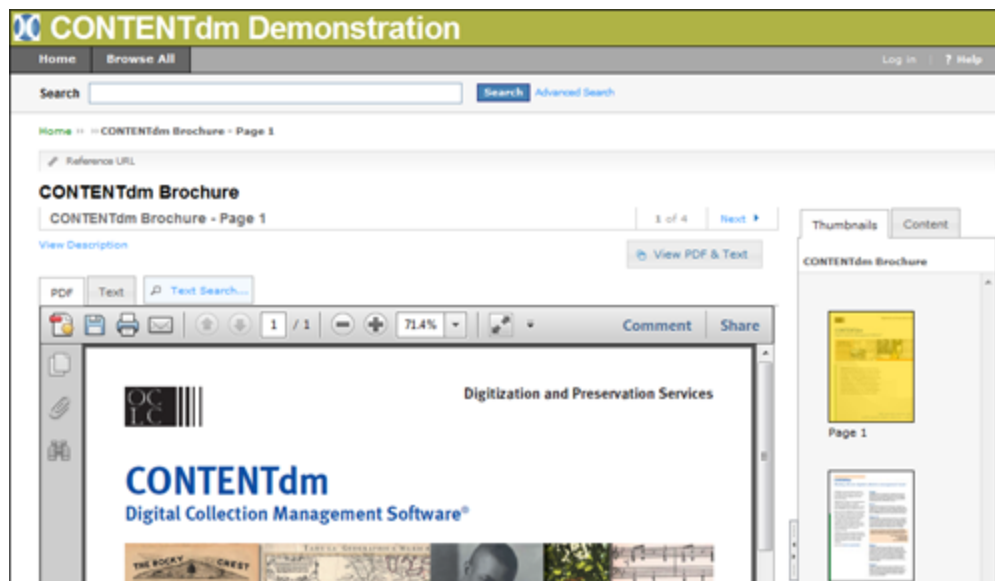 CONTENTdm Demonstration
Home Browse All Log in | ? Help
Search Search Advanced Search
Home » » CONTENTdm Brochure - Page 1
Reference URL
CONTENTdm Brochure
CONTENTdm Brochure - Page 1 1 of 4 Next
View Description
View PDF & Text
Thumbnails Content
CONTENTdm Brochure
PDF Text Text Search...
1 / 1 71.4% Comment Share
OC
LC
Digitization and Preservation Services
CONTENTdm
Digital Collection Management Software®
THE ROCKY CREST
Page 1